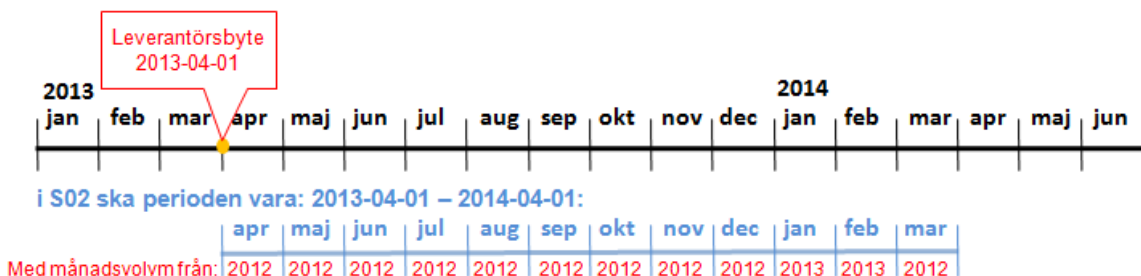 Leverantörsbyte
2013-04-01
2013 2014
jan feb mar apr maj jun jul aug sep okt nov dec jan feb mar apr maj jun
i S02 ska perioden vara: 2013-04-01 – 2014-04-01:
apr maj jun jul aug sep okt nov dec jan feb mar
Med månadsvolym från: 2012 2012 2012 2012 2012 2012 2012 2012 2012 2013 2013 2012